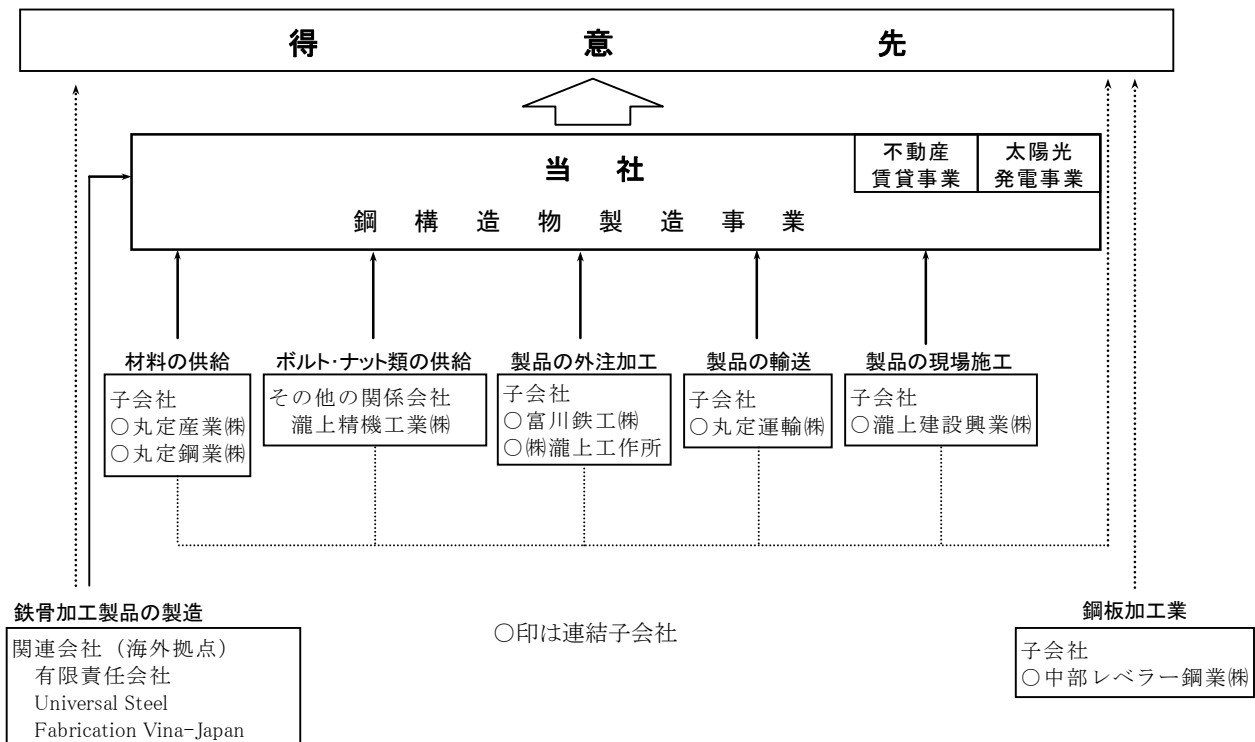 得意先
当社
不動産
賃貸事業
太陽光
発電事業
鋼構造物製造事業
材料の供給
子会社
○丸定産業㈱
○丸定鋼業㈱
ボルト・ナット類の供給
その他の関係会社
瀧上精機工業㈱
製品の外注加工
子会社
○富川鉄工㈱
○㈱瀧上工作所
製品の輸送
子会社
○丸定運輸㈱
製品の現場施工
子会社
○瀧上建設興業㈱
鉄骨加工製品の製造
関連会社（海外拠点）
有限責任会社
Universal Steel
Fabrication Vina-Japan
○印は連結子会社
鋼板加工業
子会社
○中部レベラー鋼業㈱